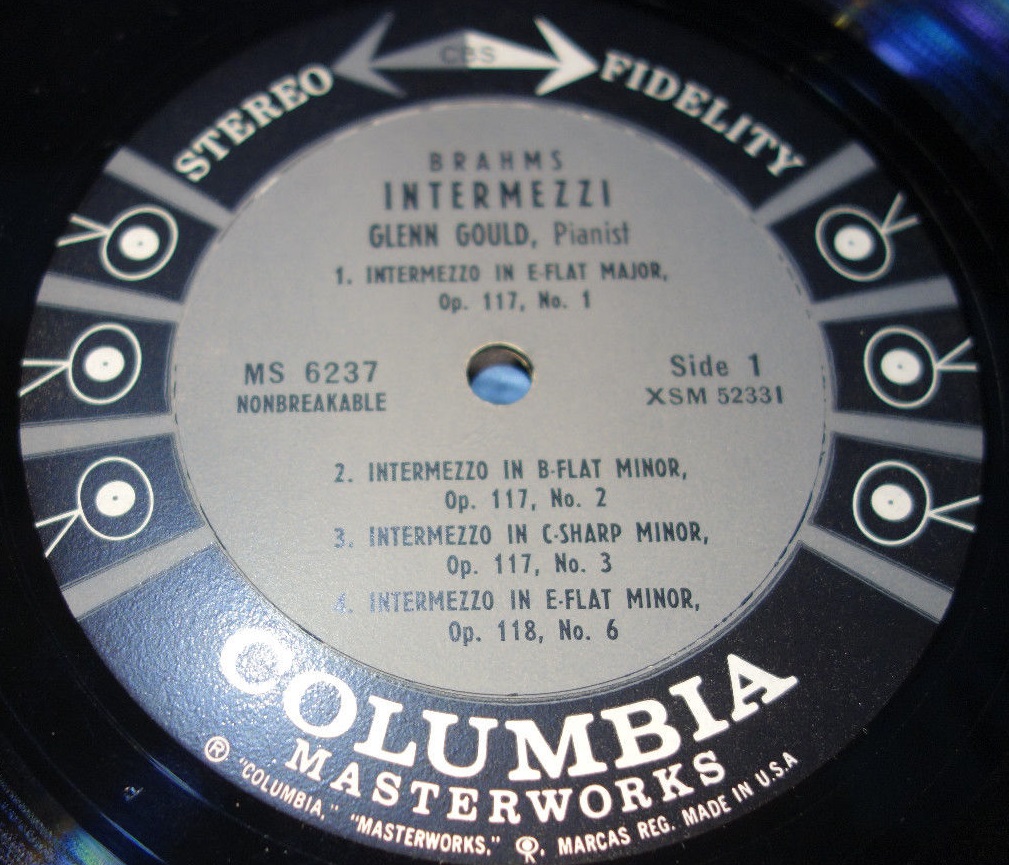 CBS
STEREO FIDELITY
BRAHMS
INTERMEZZI
GLENN GOULD, Pianist
1. INTERMEZZO IN E-FLAT MAJOR,
Op. 117, No. 1
MS 6237
NONBREAKABLE
Side 1
XSM 52331
2. INTERMEZZO IN B-FLAT MINOR,
Op. 117, No. 2
3. INTERMEZZO IN C-SHARP MINOR,
Op. 117, No. 3
4. INTERMEZZO IN E-FLAT MINOR,
Op. 118, No. 6
COLUMBIA
MASTERWORKS
® "COLUMBIA," "MASTERWORKS," MARCAS REG. MADE IN U.S.A